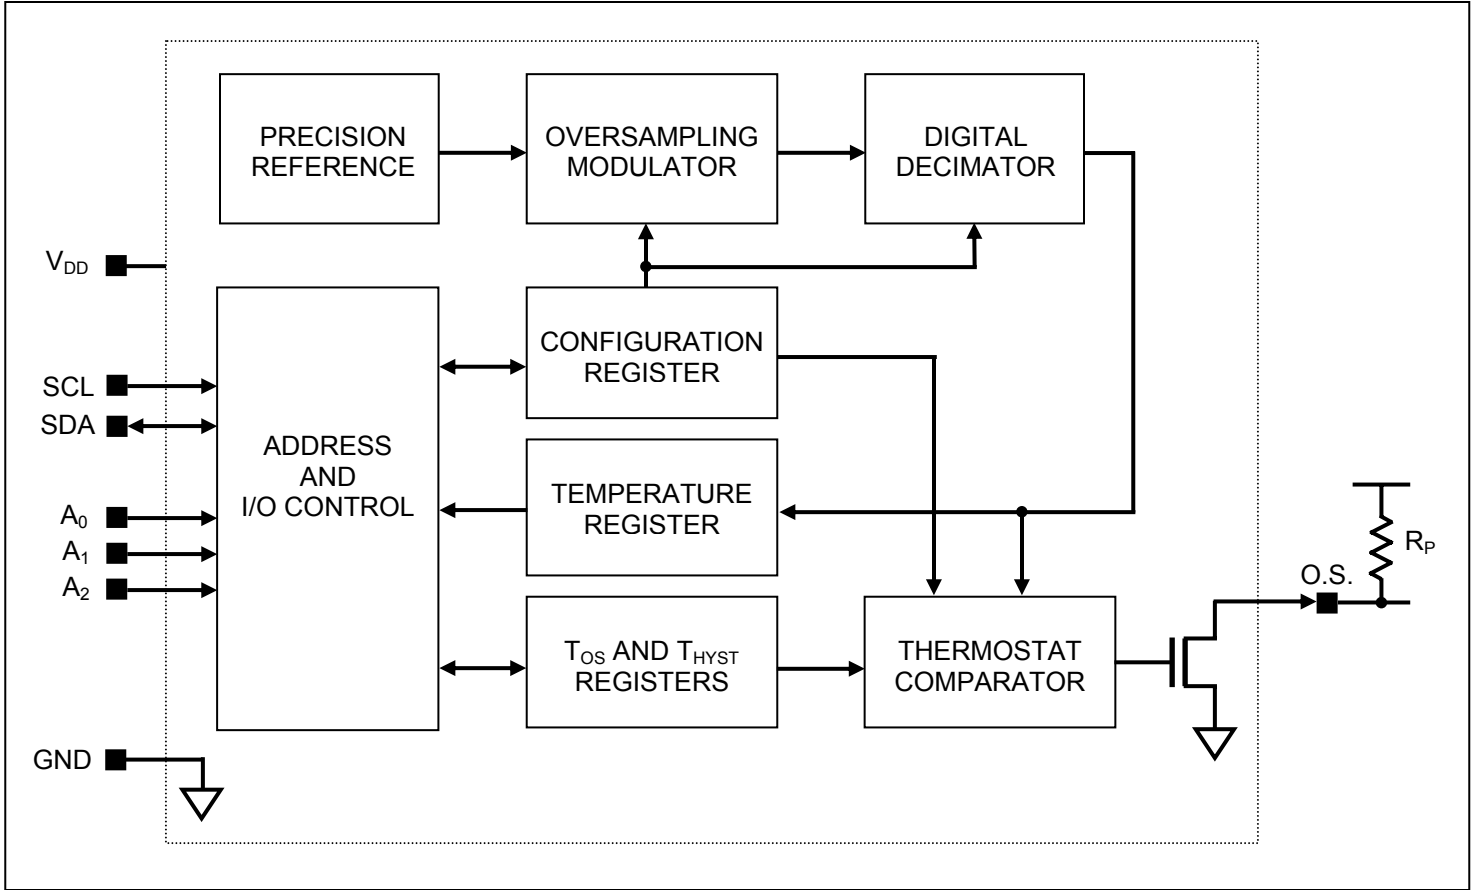 PRECISION
REFERENCE
OVERSAMPLING
MODULATOR
DIGITAL
DECIMATOR
VDD
SCL
SDA
A0
A1
A2
GND
ADDRESS
AND
I/O CONTROL
CONFIGURATION
REGISTER
TEMPERATURE
REGISTER
TOS AND THYST
REGISTERS
THERMOSTAT
COMPARATOR
O.S.
RP